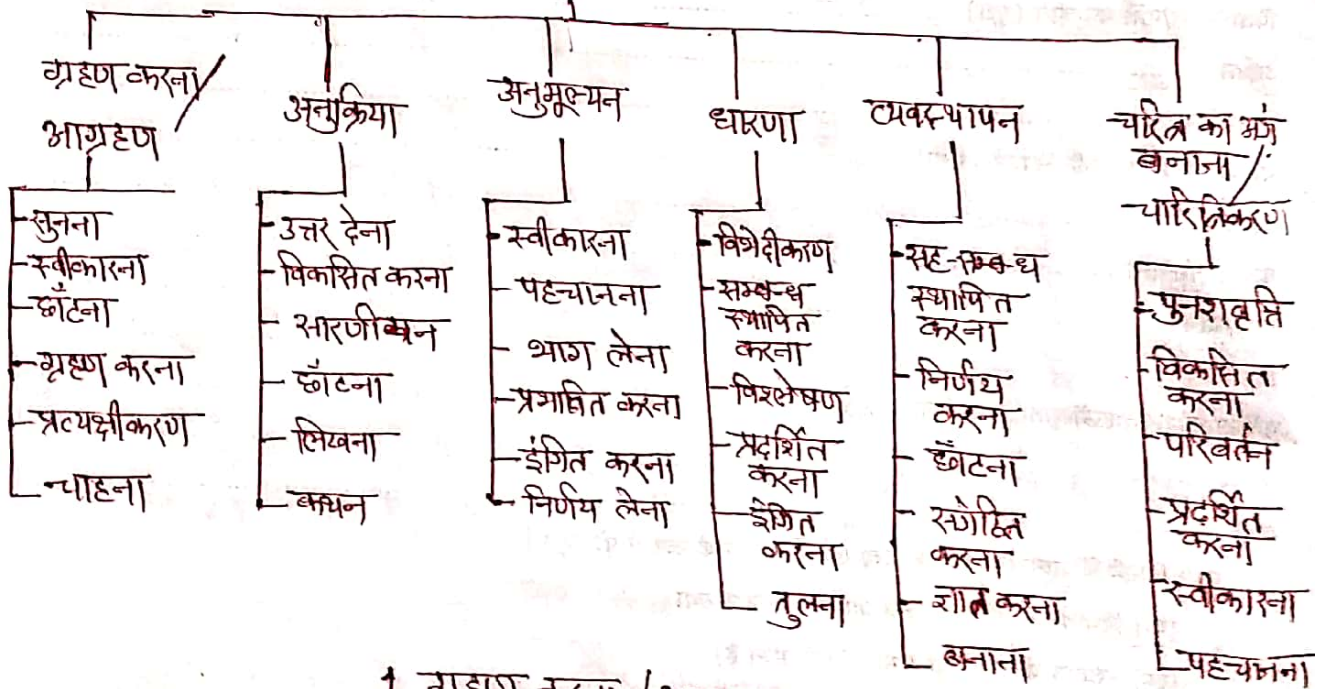 ग्रहण करना/
आग्रहण
सुनना
स्वीकारना
छाँटना
ग्रहण करना
प्रत्यक्षीकरण
चाहना
अनुक्रिया
उत्तर देना
विकसित करना
सारणीयन
छाँटना
लिखना
कथन
अनुमूल्यन
स्वीकारना
पहचानना
भाग लेना
प्रभावित करना
इंगित करना
निर्णय लेना
धारणा
विभेदीकरण
सम्बन्ध
स्थापित
करना
विश्लेषण
प्रदर्शित
करना
इंगित
करना
तुलना
व्यवस्थापन
सह-सम्बन्ध
स्थापित
करना
निर्णय
करना
छाँटना
करना
ज्ञात करना
बनाना
चरित्र का अंग
बनाना/
चारित्रिकरण
पुनरावृत्ति
विकसित
करना
परिवर्तन
प्रदर्शित
करना
स्वीकारना
पहचानना